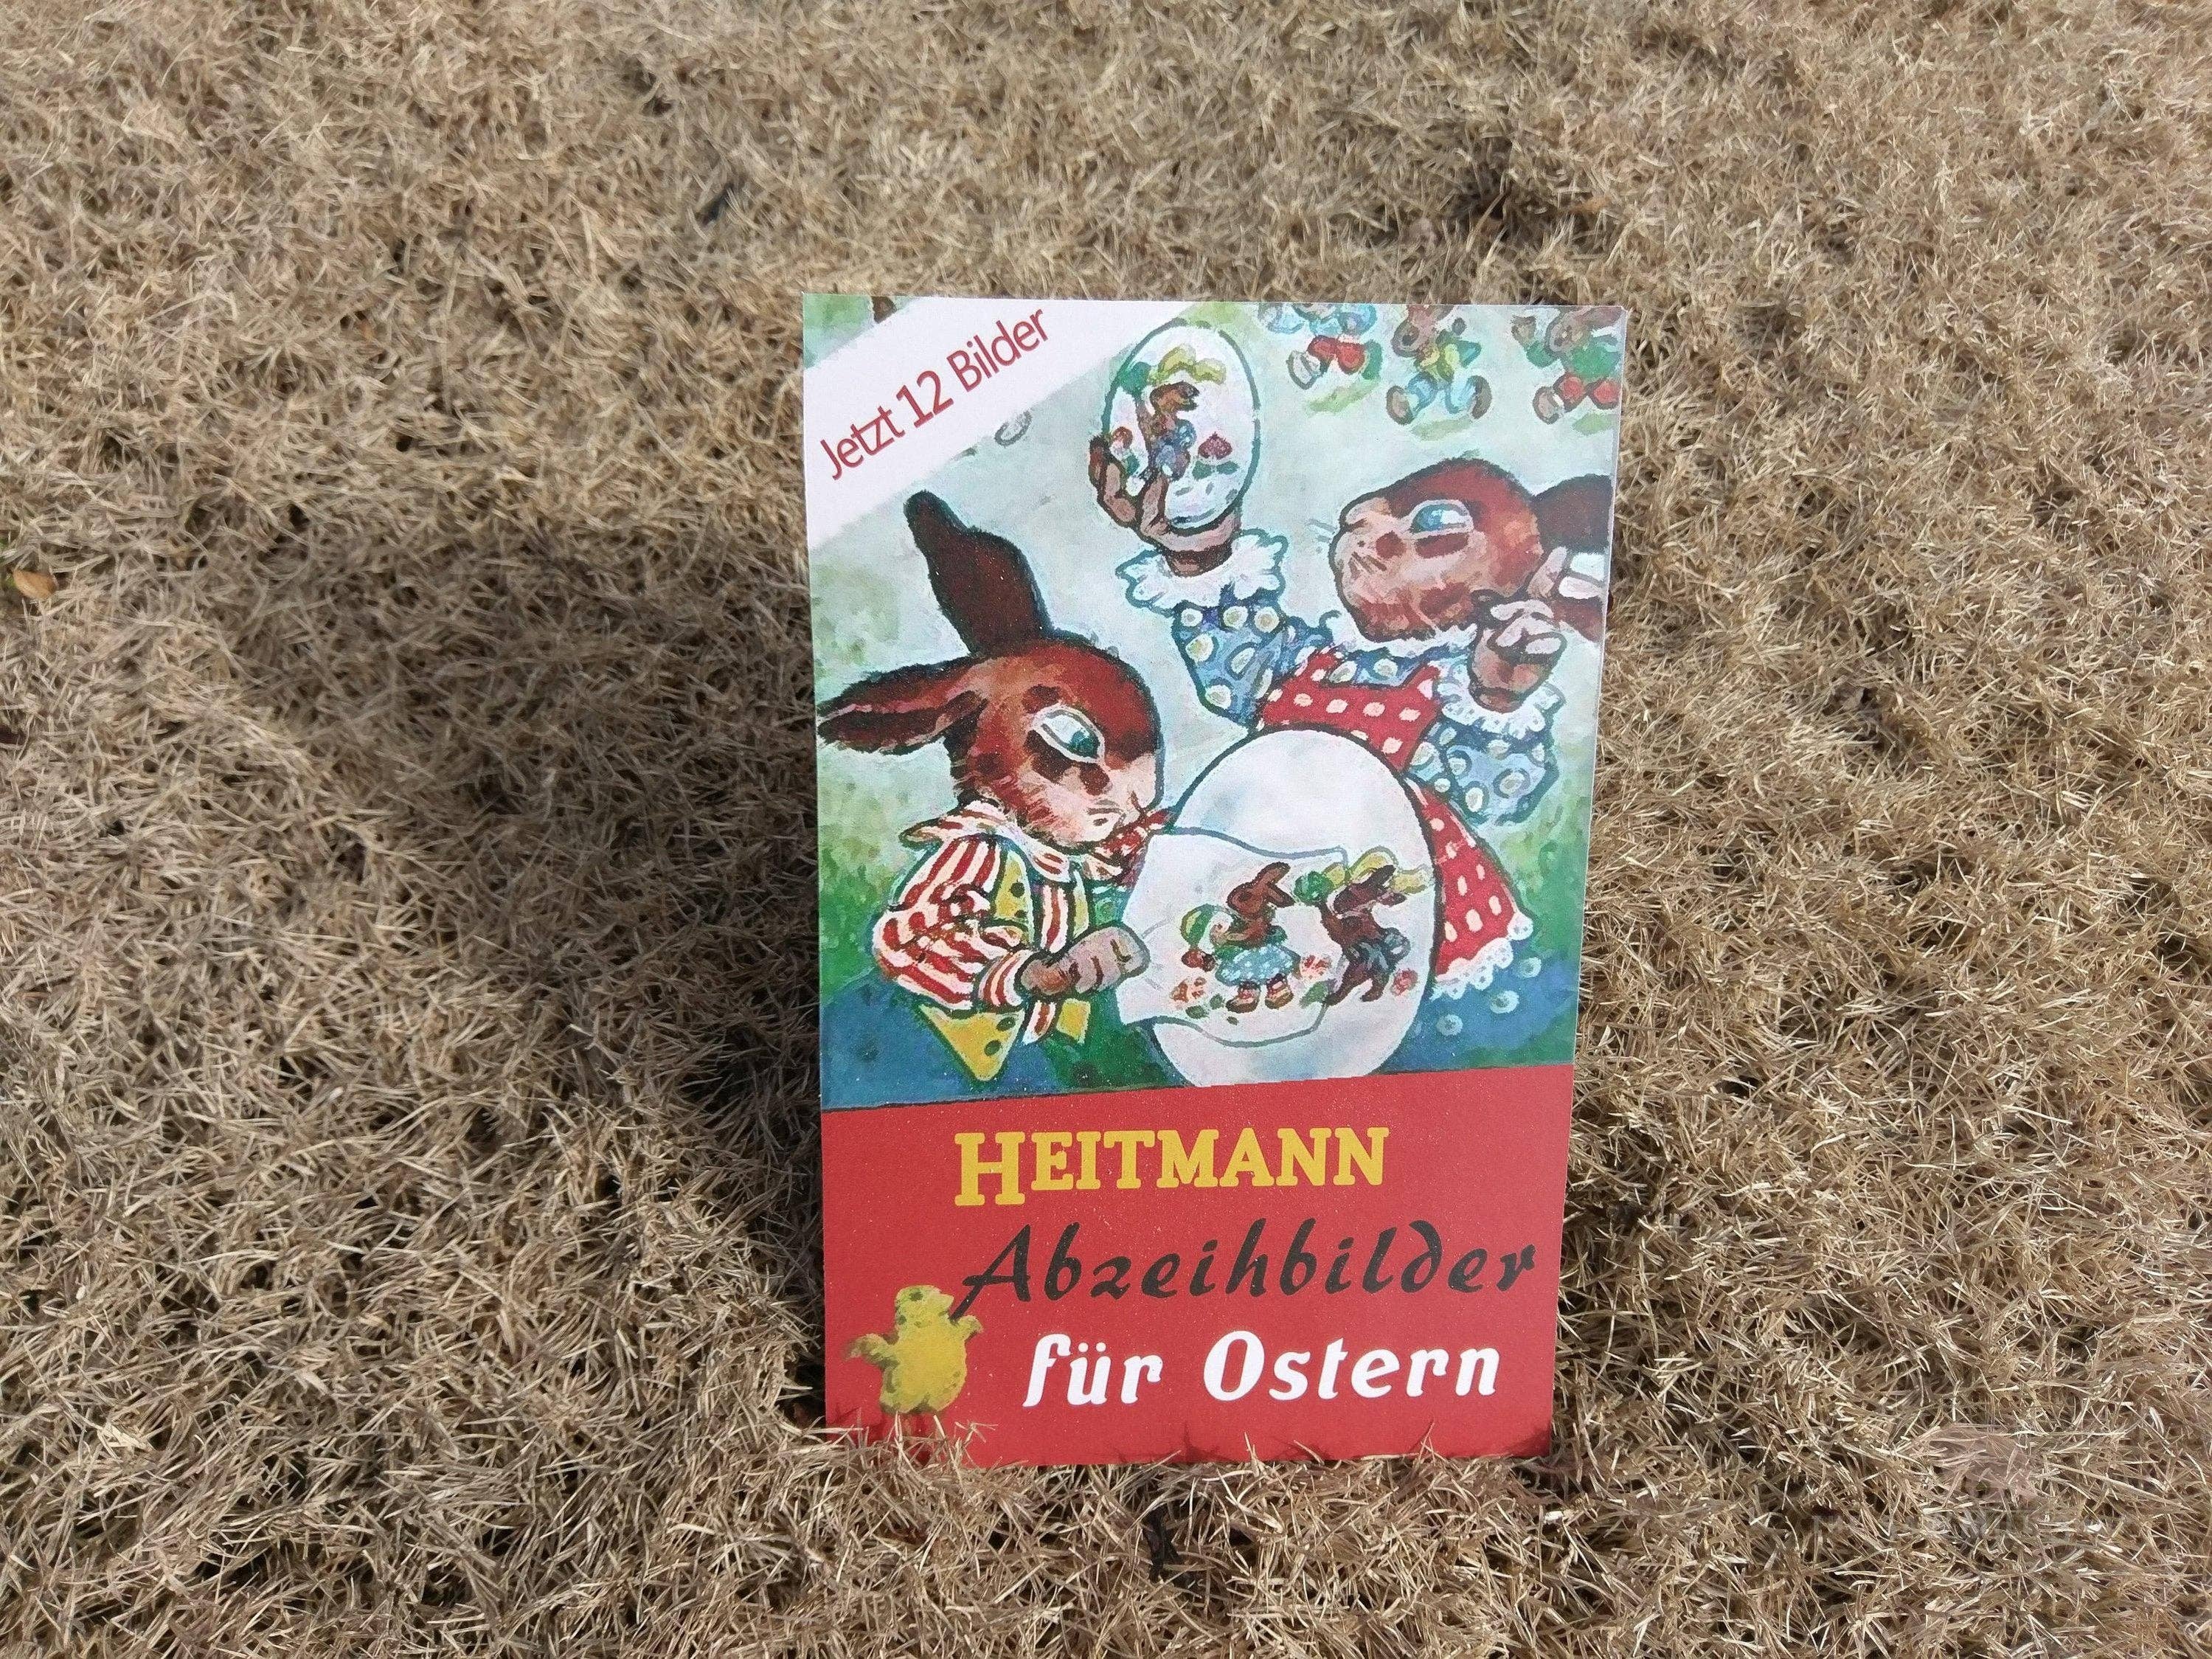 Jetzt 12 Bilder
HEITMANN
Abzeihbilder
für Ostern